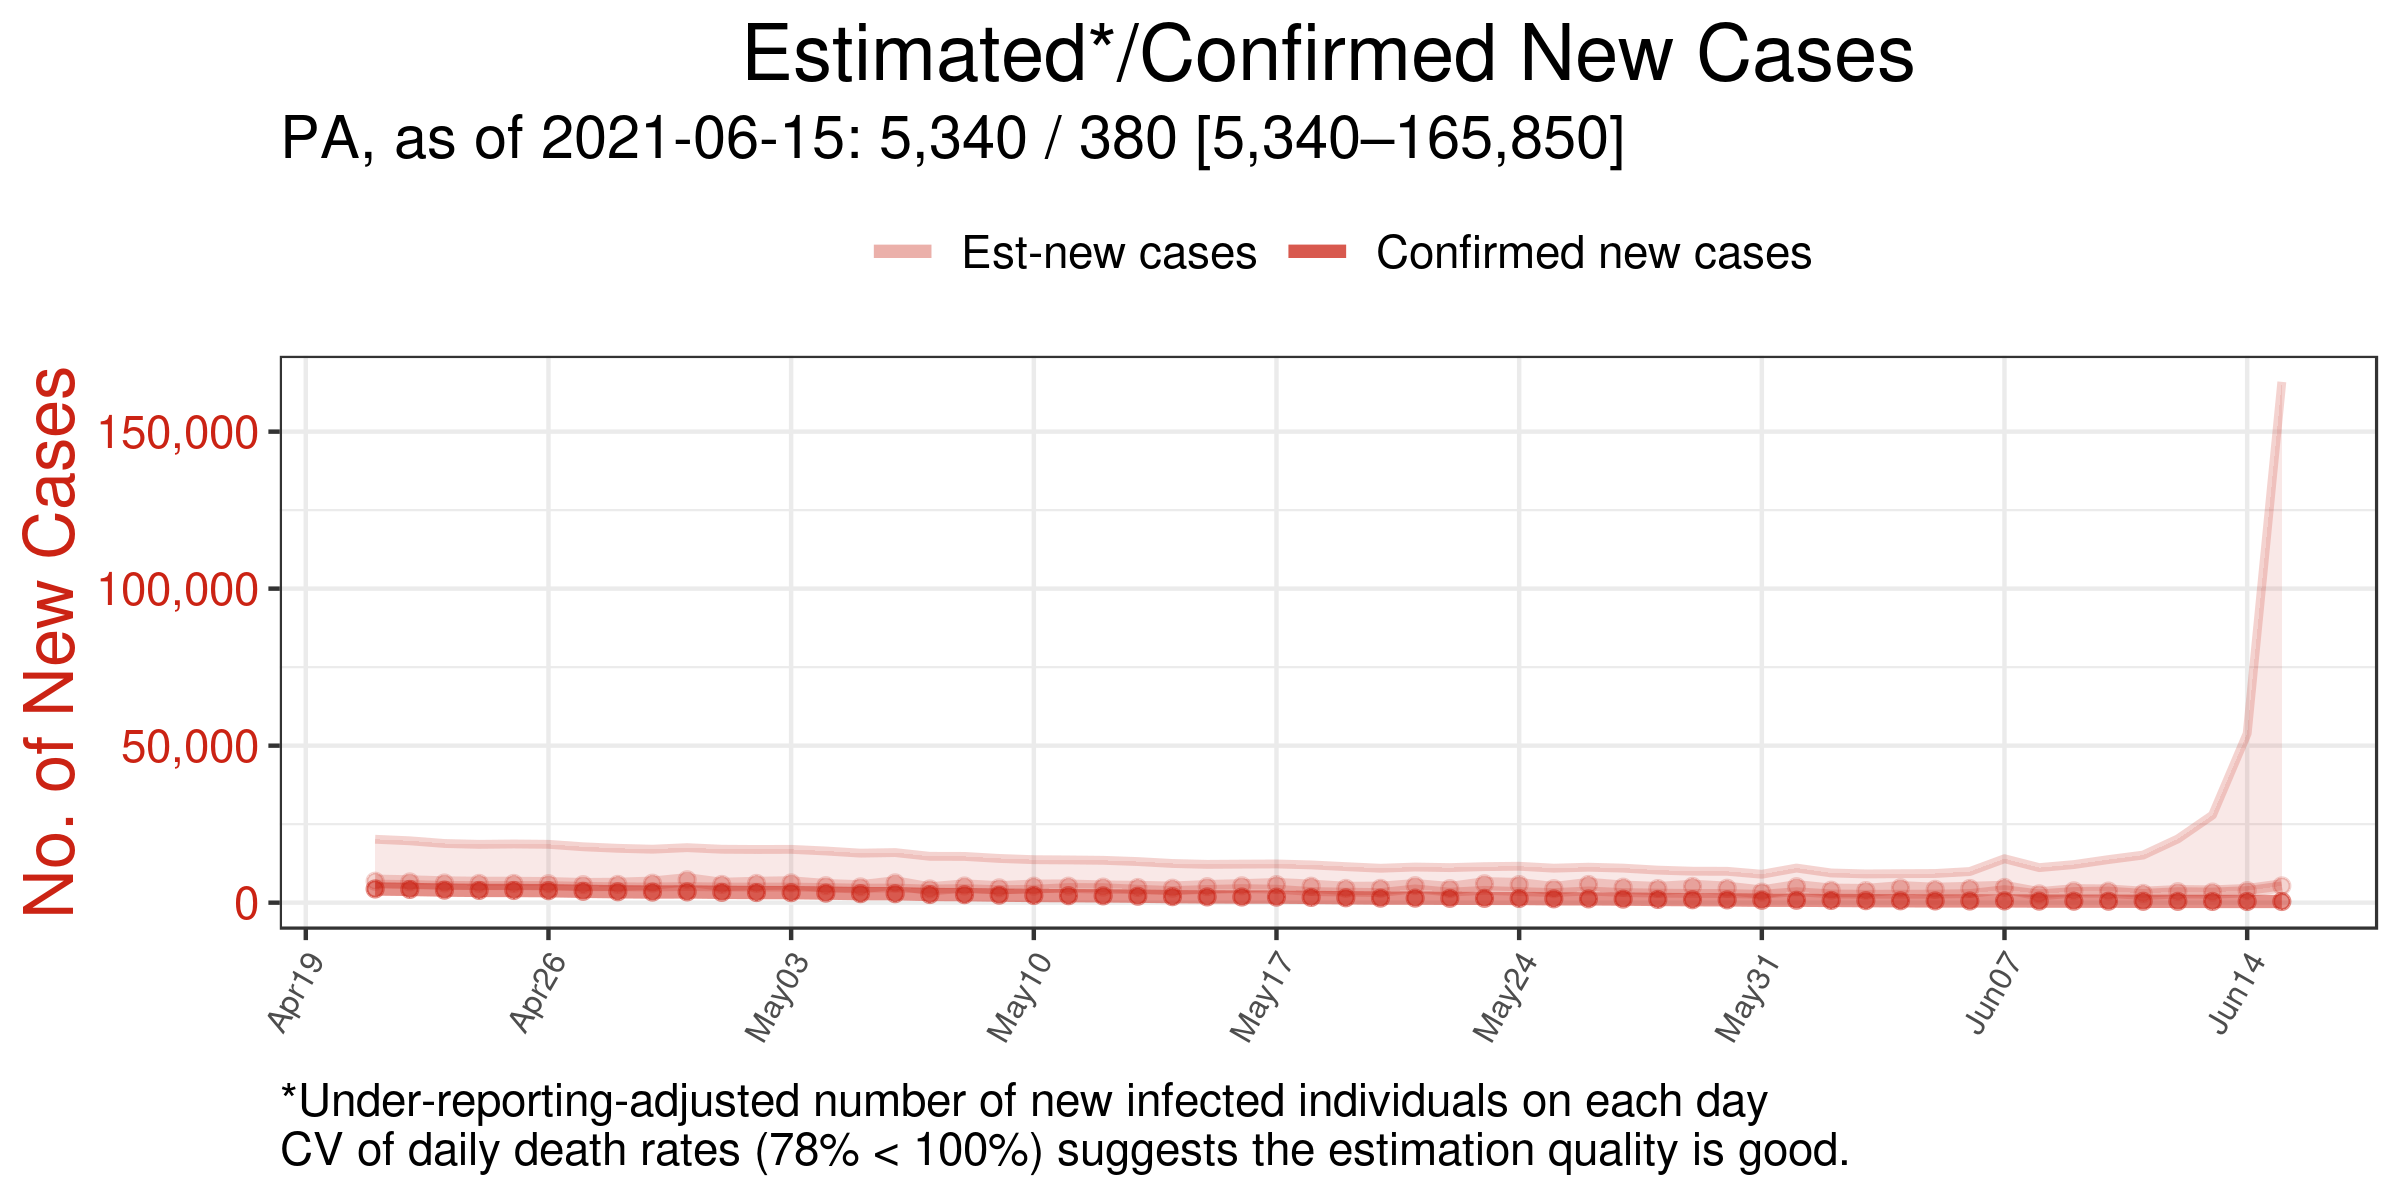 Estimated*/Confirmed New Cases
PA, as of 2021-06-15: 5,340 / 380 [5,340–165,850]
Est-new cases
Confirmed new cases
No. of New Cases
150,000
100,000
50,000
0
Apr19
Apr26
May03
May10
May17
May24
May31
Jun07
Jun14
*Under-reporting-adjusted number of new infected individuals on each day
CV of daily death rates (78% < 100%) suggests the estimation quality is good.